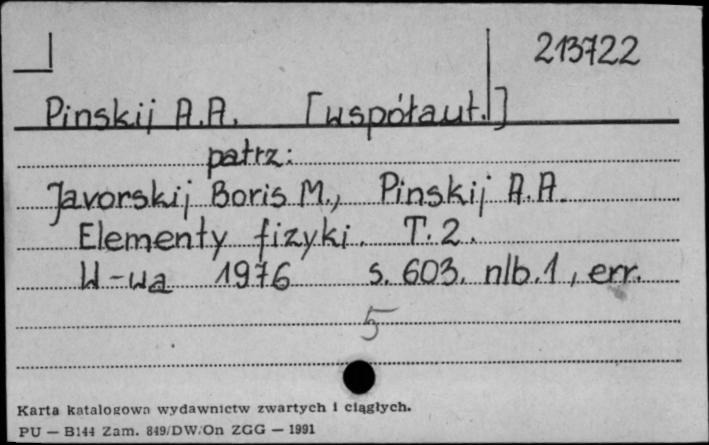 213722
Pinskij A.A. [współaut.]
patrz:
Javorskij Boris M., Pinskij A.A.
Elementy fizyki. T. 2.
W-wa 1976 s. 603. nlb. 1, err.
5
Karta katalogowa wydawnictw zwartych i ciągłych.
PU — B144 Zam. 849/DW/On ZGG — 1991